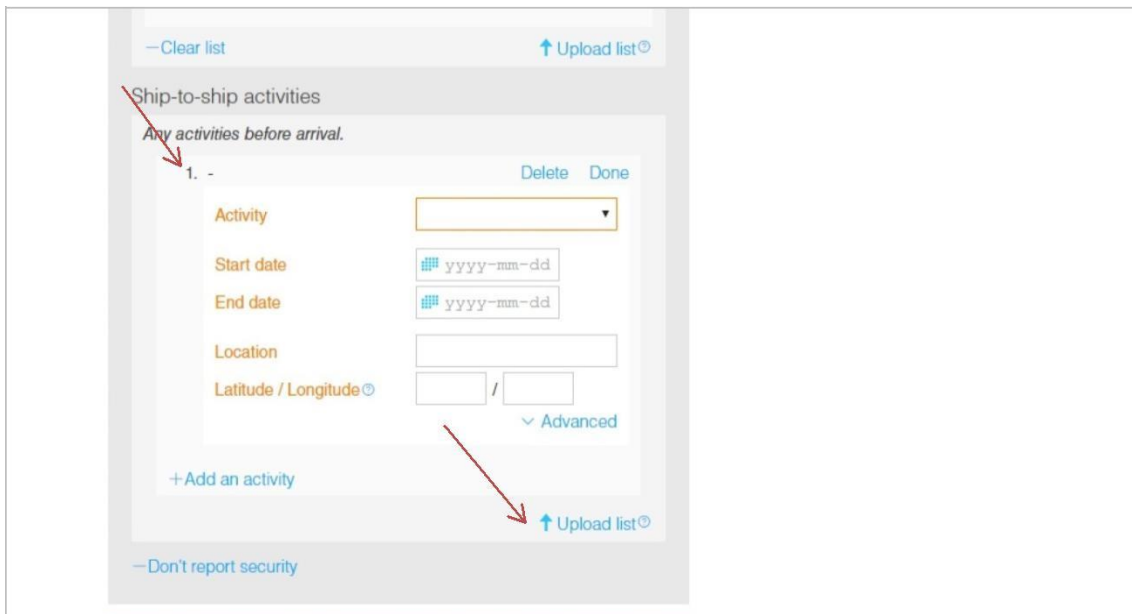 —Clear list
Upload list
Ship-to-ship activities
Any activities before arrival.
1. - Delete Done
Activity
Start date yyyy-mm-dd
End date yyyy-mm-dd
Location
Latitude / Longitude ? /
Advanced
+Add an activity
Upload list ?
—Don't report security